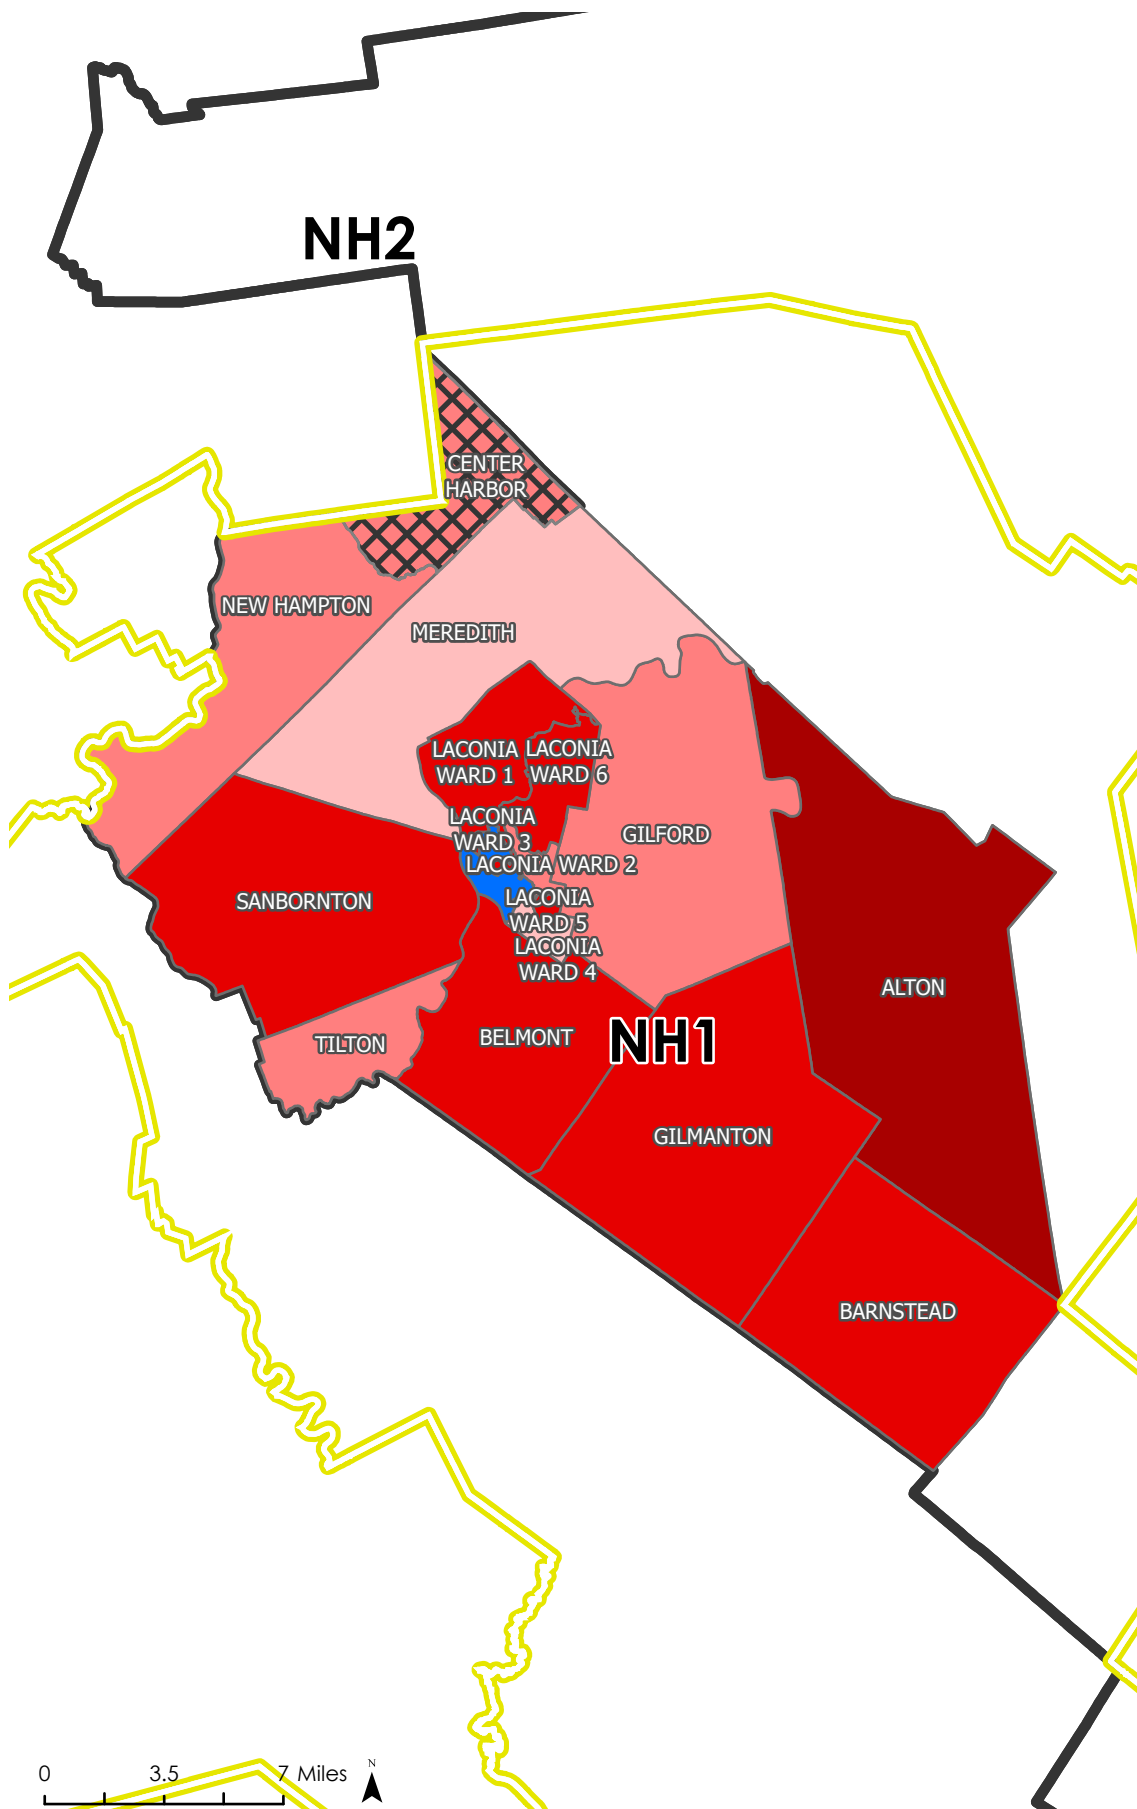 NH2
CENTER
HARBOR
NEW HAMPTON
MEREDITH
LACONIA
WARD 1
LACONIA
WARD 6
LACONIA
WARD 3
GILFORD
LACONIA WARD 2
SANBORNTON
LACONIA
WARD 5
LACONIA
WARD 4
ALTON
TILTON
BELMONT
NH1
GILMANTON
BARNSTEAD
0 3.5 7 Miles
N